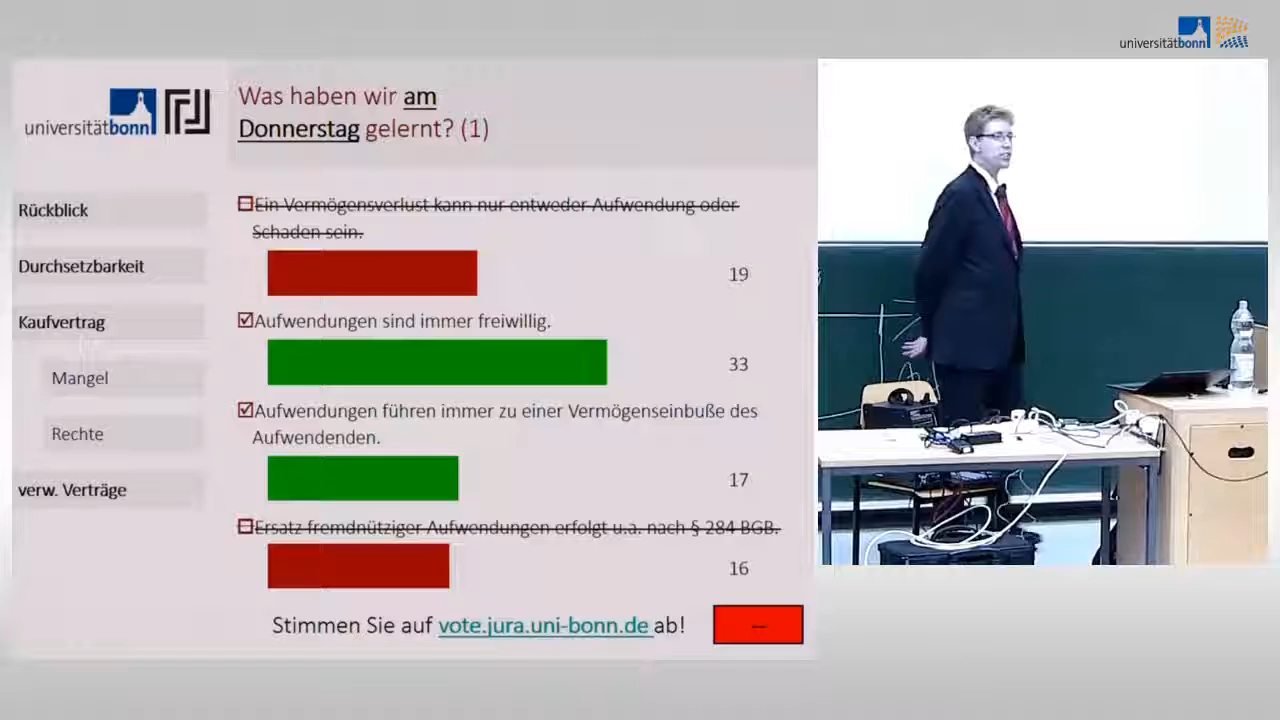 universitätbonn
universitätbonn
Was haben wir am
Donnerstag gelernt? (1)
Rückblick
Durchsetzbarkeit
Kaufvertrag
Mangel
Rechte
verw. Verträge
Ein Vermögensverlust kann nur entweder Aufwendung oder
Schaden sein.
19
Aufwendungen sind immer freiwillig.
33
Aufwendungen führen immer zu einer Vermögenseinbuße des
Aufwendenden.
17
Ersatz fremdnütziger Aufwendungen erfolgt u.a. nach § 284 BGB.
16
Stimmen Sie auf vote.jura.uni-bonn.de ab!